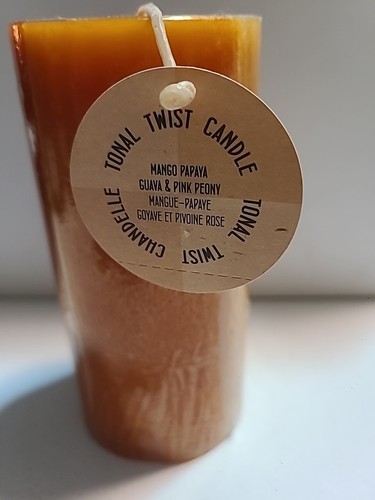 TONAL TWIST CANDLE
MANGO PAPAYA
GUAVA & PINK PEONY
MANGUE-PAPAYE
GOYAVE ET PIVOINE ROSE
CHANDELLE TONAL TWIST